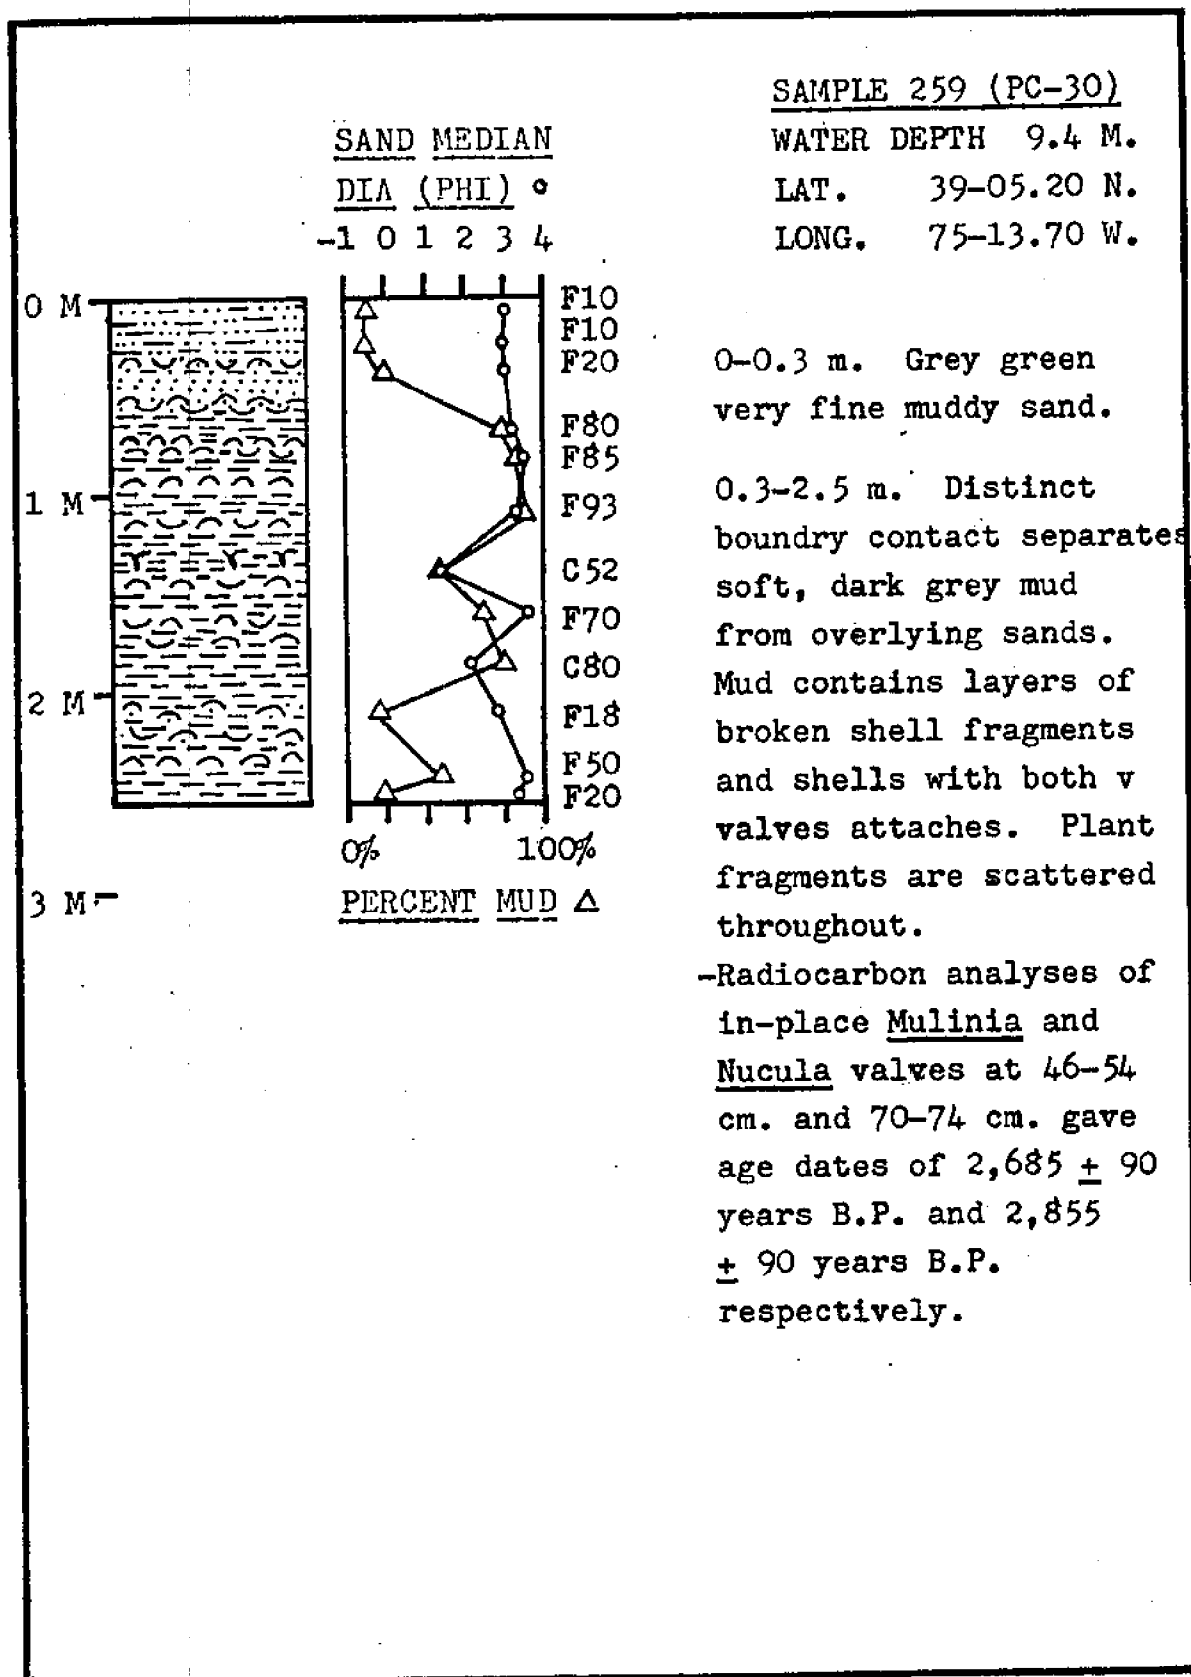 SAMPLE 259 (PC-30)
WATER DEPTH 9.4 M.
LAT. 39-05.20 N.
LONG. 75-13.70 W.
SAND MEDIAN
DIA (PHI)
-1 0 1 2 3 4
0 M
1 M
2 M
3 M
F10
F10
F20
F80
F85
F93
C52
F70
C80
F18
F50
F20
0% 100%
PERCENT MUD
0-0.3 m. Grey green
very fine muddy sand.
0.3-2.5 m. Distinct
boundry contact separates
soft, dark grey mud
from overlying sands.
Mud contains layers of
broken shell fragments
and shells with both v
valves attaches. Plant
fragments are scattered
throughout.
-Radiocarbon analyses of
in-place Mulinia and
Nucula valves at 46-54
cm. and 70-74 cm. gave
age dates of 2,685 ± 90
years B.P. and 2,855
± 90 years B.P.
respectively.